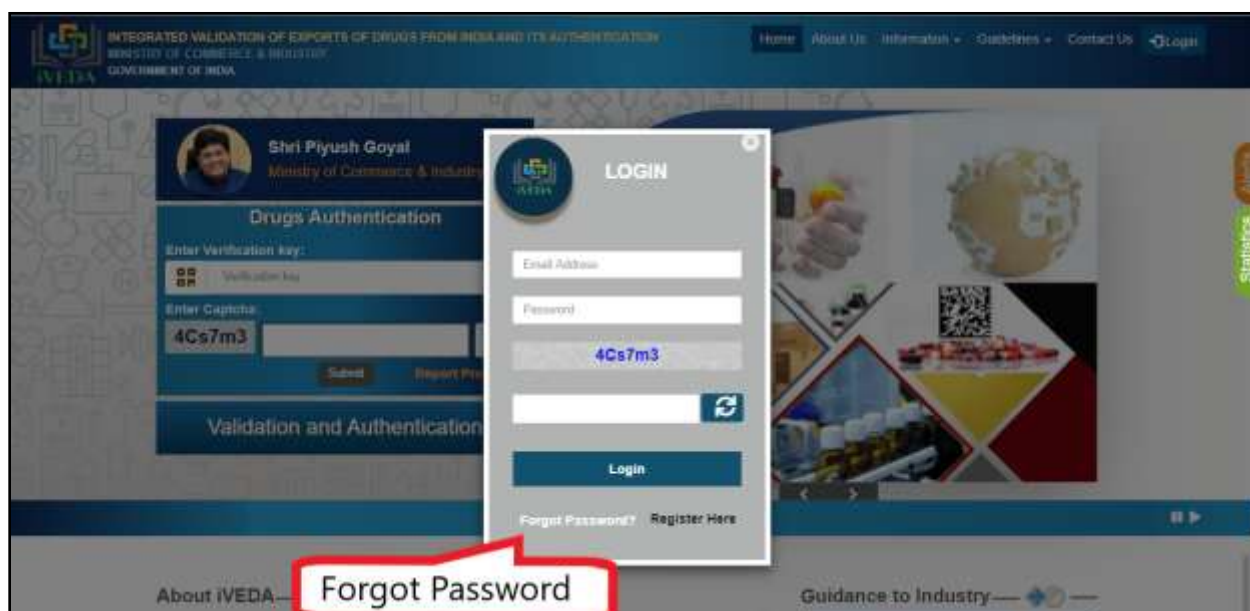 INTEGRATED VALIDATION OF EXPORTS OF DRUGS FROM INDIA AND ITS AUTHENTICATION
MINISTRY OF COMMERCE & INDUSTRY
GOVERNMENT OF INDIA
iVEDA
Home About Us Information Guidelines Contact Us Login
Shri Piyush Goyal
Ministry of Commerce & Industry
Drugs Authentication
Enter Verification key:
Verification key
Enter Captcha:
4Cs7m3
Submit Report
Validation and Authentication
LOGIN
iVEDA
Email Address
Password
4Cs7m3
Login
Forgot Password? Register Here
Statistics
About iVEDA
Forgot Password
Guidance to Industry